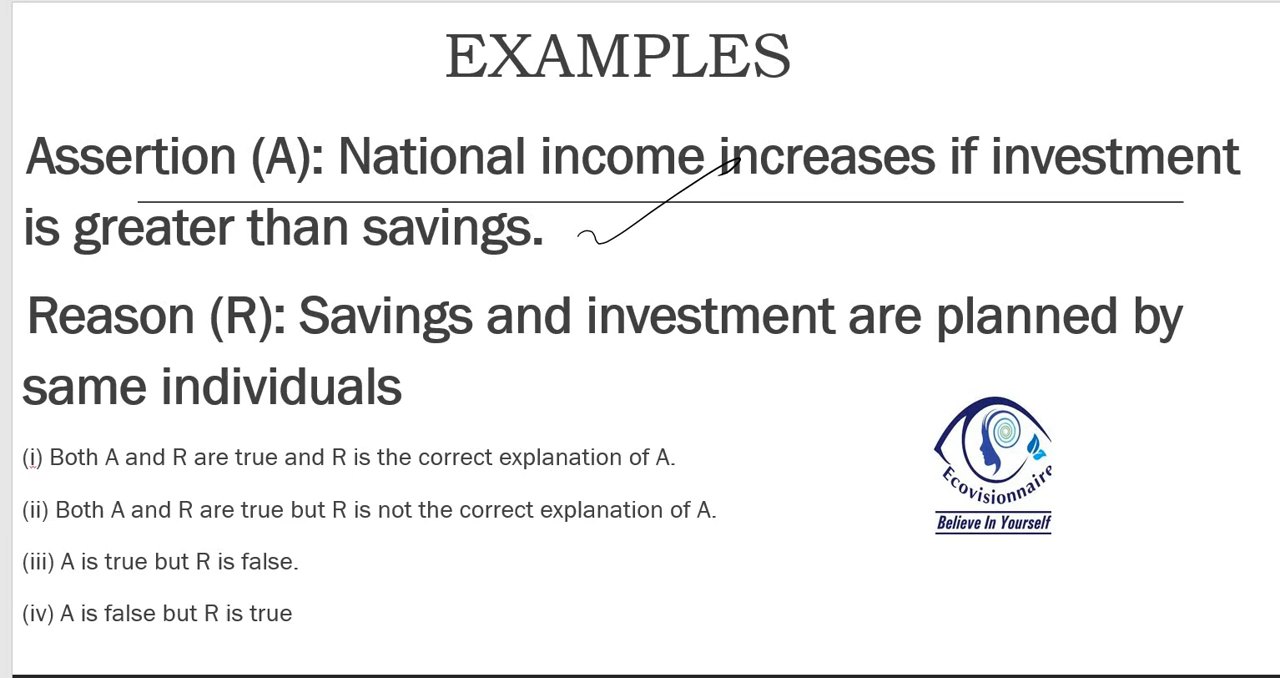 EXAMPLES
Assertion (A): National income increases if investment
is greater than savings.
Reason (R): Savings and investment are planned by
same individuals
(i) Both A and R are true and R is the correct explanation of A.
(ii) Both A and R are true but R is not the correct explanation of A.
(iii) A is true but R is false.
(iv) A is false but R is true
Ecovisionnaire
Believe In Yourself